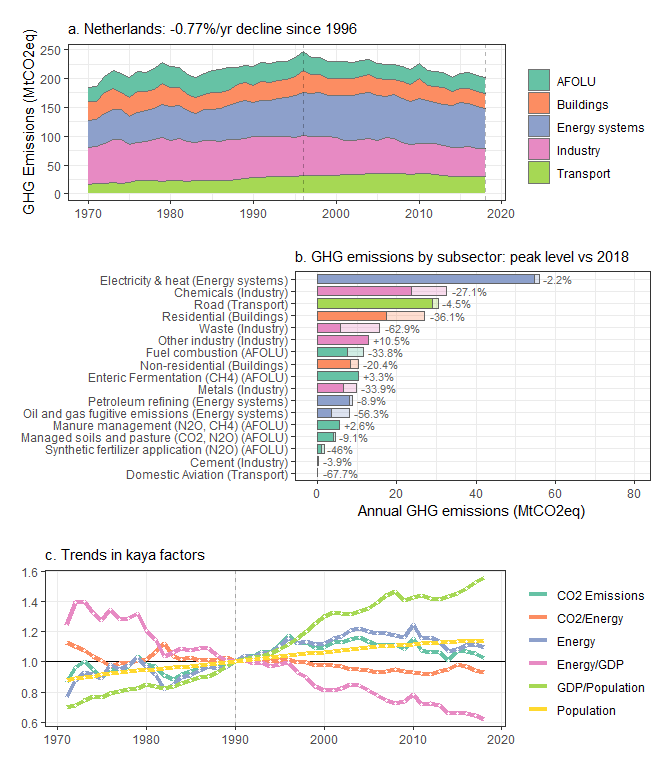 a. Netherlands: -0.77%/yr decline since 1996
GHG Emissions (MtCO2eq)
250
200
150
100
50
0
1970
1980
1990
2000
2010
2020
AFOLU
Buildings
Energy systems
Industry
Transport
b. GHG emissions by subsector: peak level vs 2018
Electricity & heat (Energy systems) -2.2%
Chemicals (Industry) -27.1%
Road (Transport) -4.5%
Residential (Buildings) -36.1%
Waste (Industry) -62.9%
Other industry (Industry) +10.5%
Fuel combustion (AFOLU) -33.8%
Non-residential (Buildings) -20.4%
Enteric Fermentation (CH4) (AFOLU) +3.3%
Metals (Industry) -33.9%
Petroleum refining (Energy systems) -8.9%
Oil and gas fugitive emissions (Energy systems) -56.3%
Manure management (N2O, CH4) (AFOLU) +2.6%
Managed soils and pasture (CO2, N2O) (AFOLU) -9.1%
Synthetic fertilizer application (N2O) (AFOLU) -46%
Cement (Industry) -3.9%
Domestic Aviation (Transport) -67.7%
0
20
40
60
80
Annual GHG emissions (MtCO2eq)
c. Trends in kaya factors
1.6
1.4
1.2
1.0
0.8
0.6
1970
1980
1990
2000
2010
2020
CO2 Emissions
CO2/Energy
Energy
Energy/GDP
GDP/Population
Population